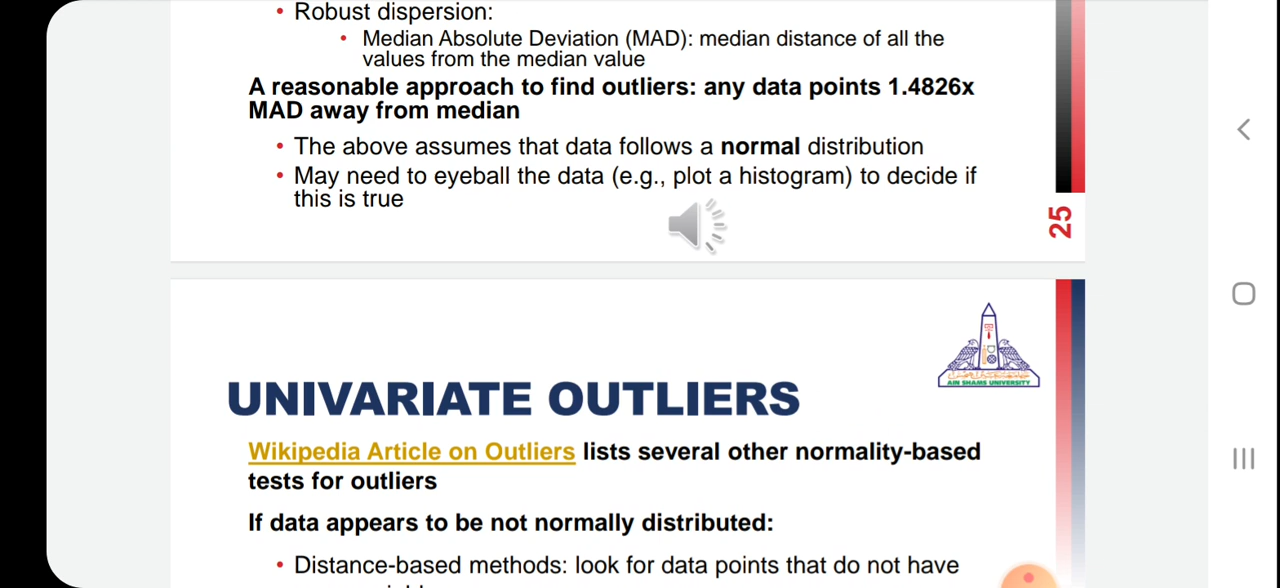 • Robust dispersion:
• Median Absolute Deviation (MAD): median distance of all the
values from the median value
A reasonable approach to find outliers: any data points 1.4826x
MAD away from median
• The above assumes that data follows a normal distribution
• May need to eyeball the data (e.g., plot a histogram) to decide if
this is true
25
AIN SHAMS UNIVERSITY
UNIVARIATE OUTLIERS
Wikipedia Article on Outliers lists several other normality-based
tests for outliers
If data appears to be not normally distributed:
• Distance-based methods: look for data points that do not have